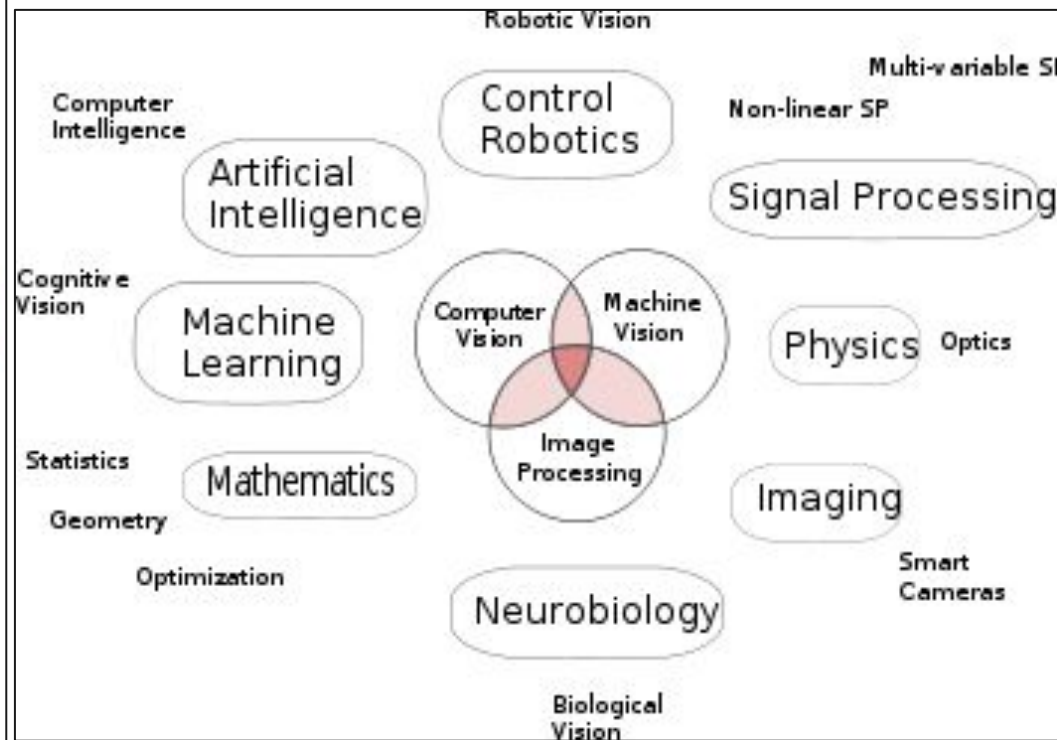 Robotic Vision
Multi-variable
Non-linear SP
Computer
Intelligence
Control
Robotics
Artificial
Intelligence
Signal Processing
Cognitive
Vision
Machine
Learning
Computer
Vision
Machine
Vision
Physics
Optics
Image
Processing
Statistics
Mathematics
Geometry
Imaging
Optimization
Smart
Cameras
Neurobiology
Biological
Vision